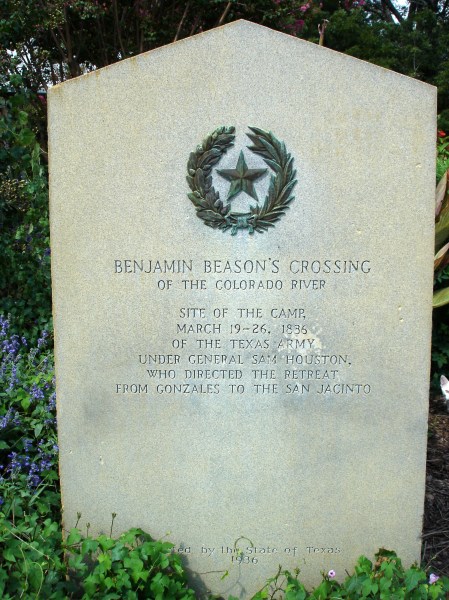 BENJAMIN BEASON'S CROSSING
OF THE COLORADO RIVER
SITE OF THE CAMP,
MARCH 19-26, 1836
OF THE TEXAS ARMY
UNDER GENERAL SAM HOUSTON,
WHO DIRECTED THE RETREAT
FROM GONZALES TO THE SAN JACINTO
by the State of Texas
1936